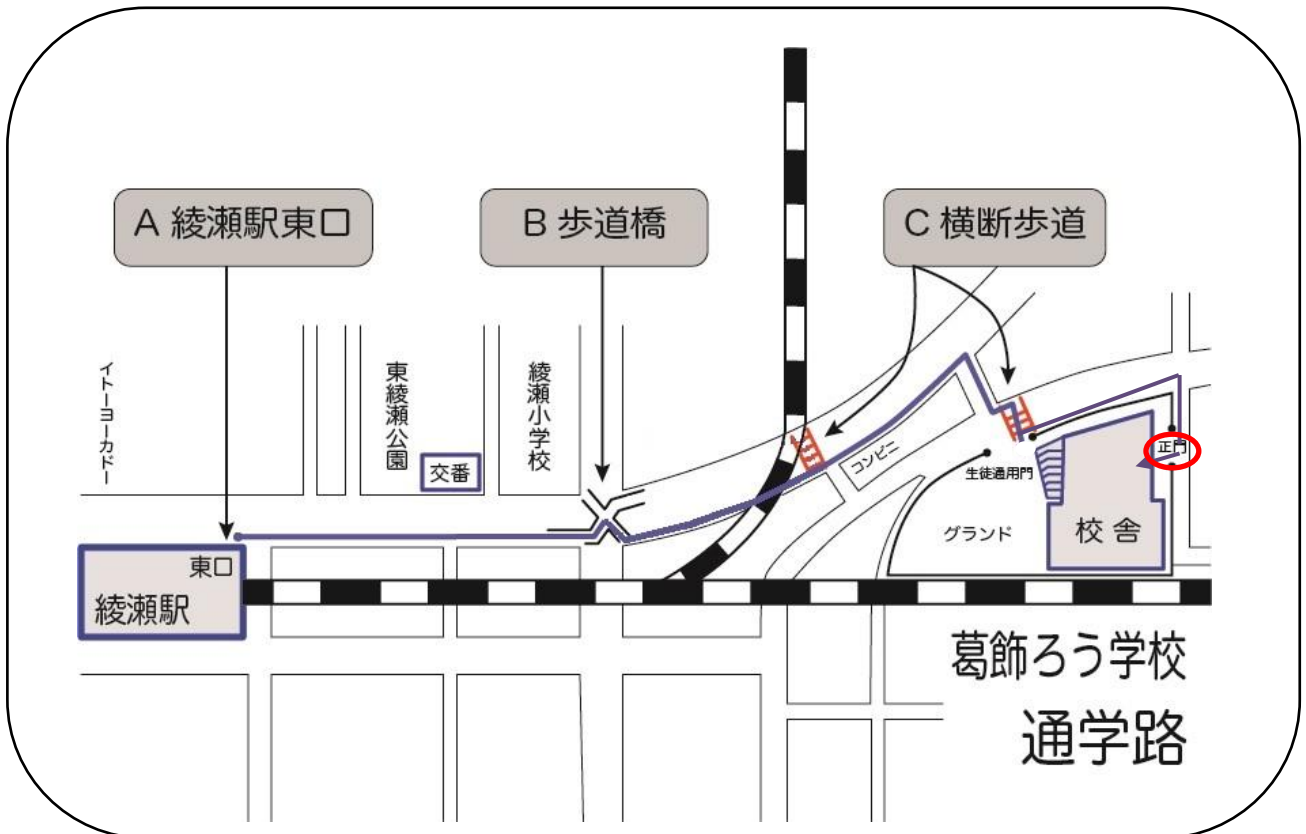 A 綾瀬駅東口
B 歩道橋
C 横断歩道
イトーヨーカドー
東綾瀬公園
交番
綾瀬小学校
コンビニ
生徒通用門
正門
グランド
校舎
東口
綾瀬駅
葛飾ろう学校
通学路